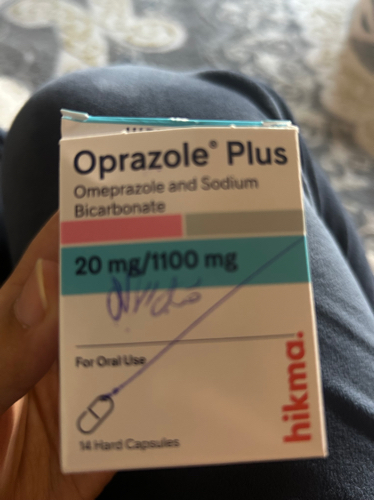 Oprazole® Plus
Omeprazole and Sodium
Bicarbonate
20 mg/1100 mg
For Oral Use
14 Hard Capsules
hikma.